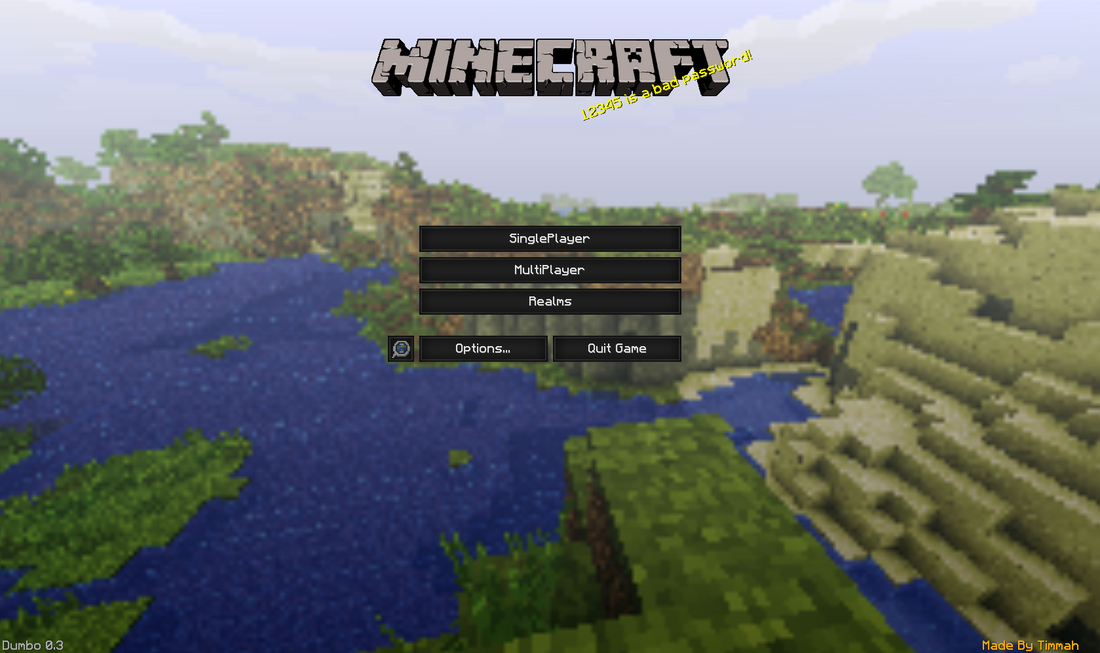 MINECRAFT
12345 is a bad password!
SinglePlayer
MultiPlayer
Realms
Options...
Quit Game
Dumbo 0.3
Made By Timmah